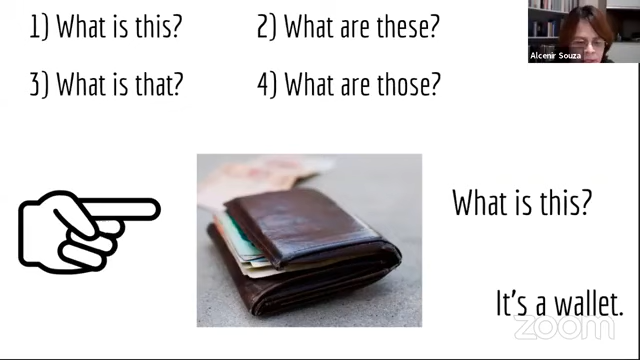 1) What is this?
2) What are these?
Alcenir Souza
3) What is that?
4) What are those?
What is this?
It's a wallet.
zoom